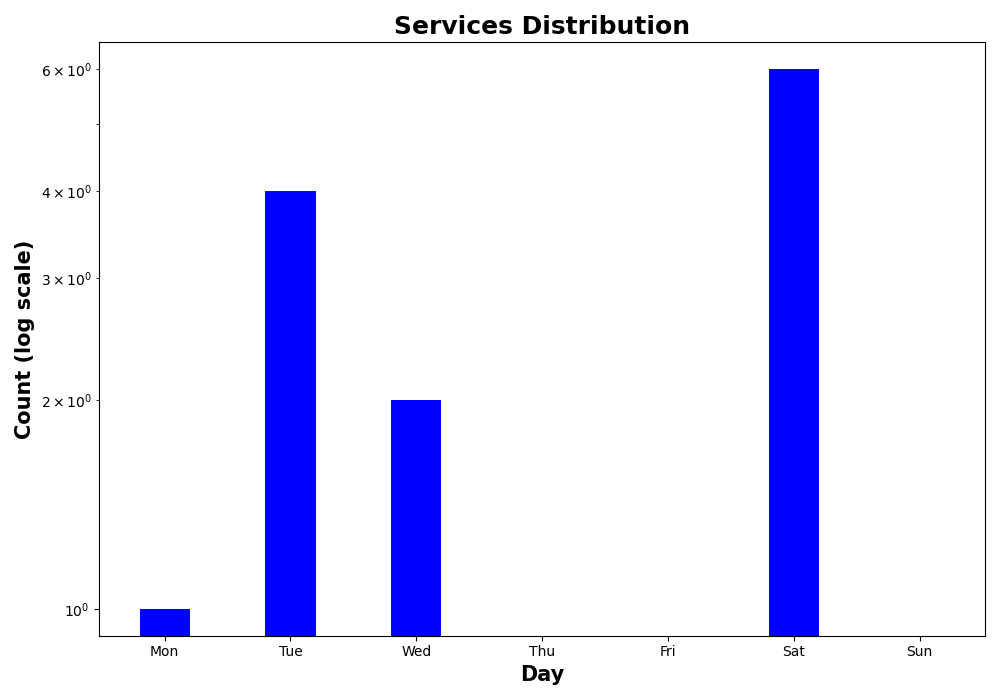 Services Distribution
Count (log scale)
6 × 10⁰
4 × 10⁰
3 × 10⁰
2 × 10⁰
10⁰
Mon Tue Wed Thu Fri Sat Sun
Day